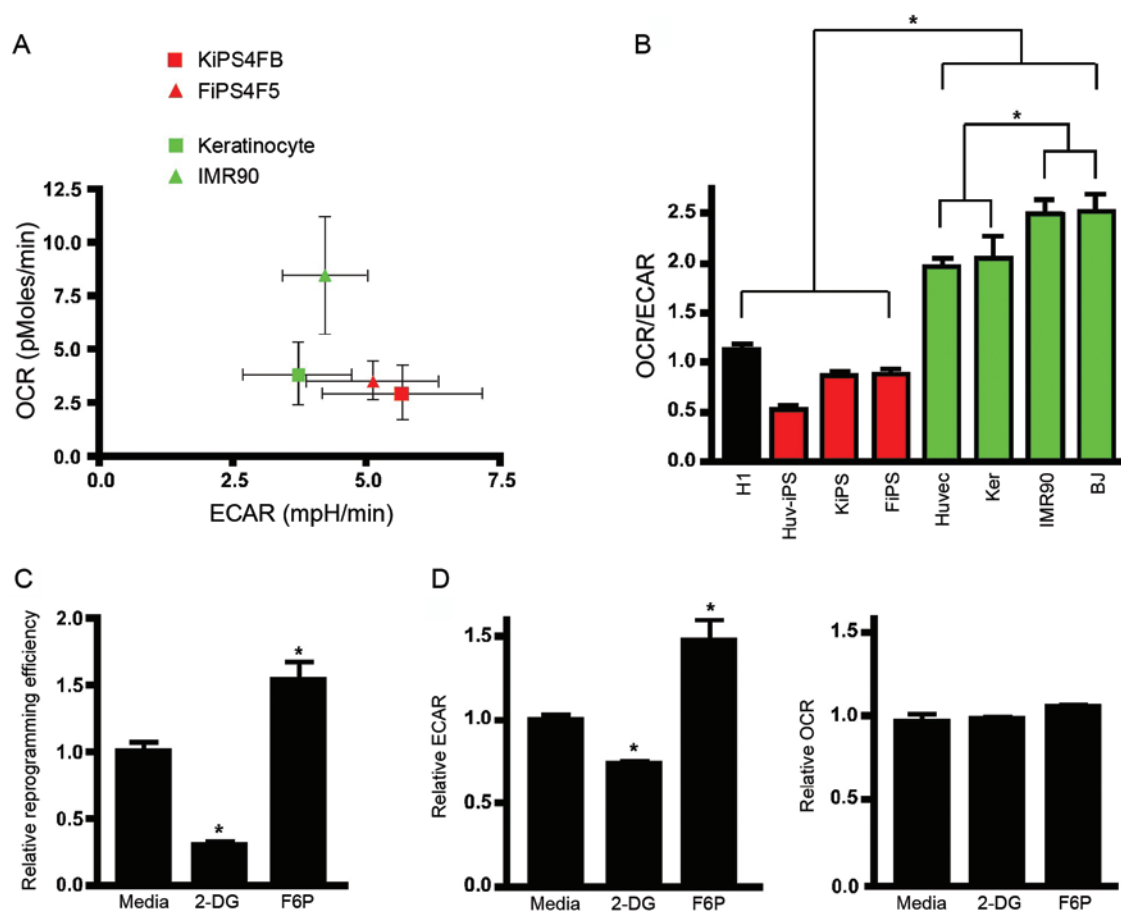 A
KiPS4FB
FiPS4F5
Keratinocyte
IMR90
12.5
10.0
7.5
5.0
2.5
0.0
OCR (pMoles/min)
0.0 2.5 5.0 7.5
ECAR (mpH/min)
B
*
*
2.5
2.0
1.5
1.0
0.5
0.0
OCR/ECAR
H1
Huv-iPS
KiPS
FiPS
Huvec
Ker
IMR90
BJ
C
2.0
1.5
1.0
0.5
0.0
Relative reprogramming efficiency
*
*
Media 2-DG F6P
D
1.5
1.0
0.5
0.0
Relative ECAR
*
*
Media 2-DG F6P
1.5
1.0
0.5
0.0
Relative OCR
Media 2-DG F6P